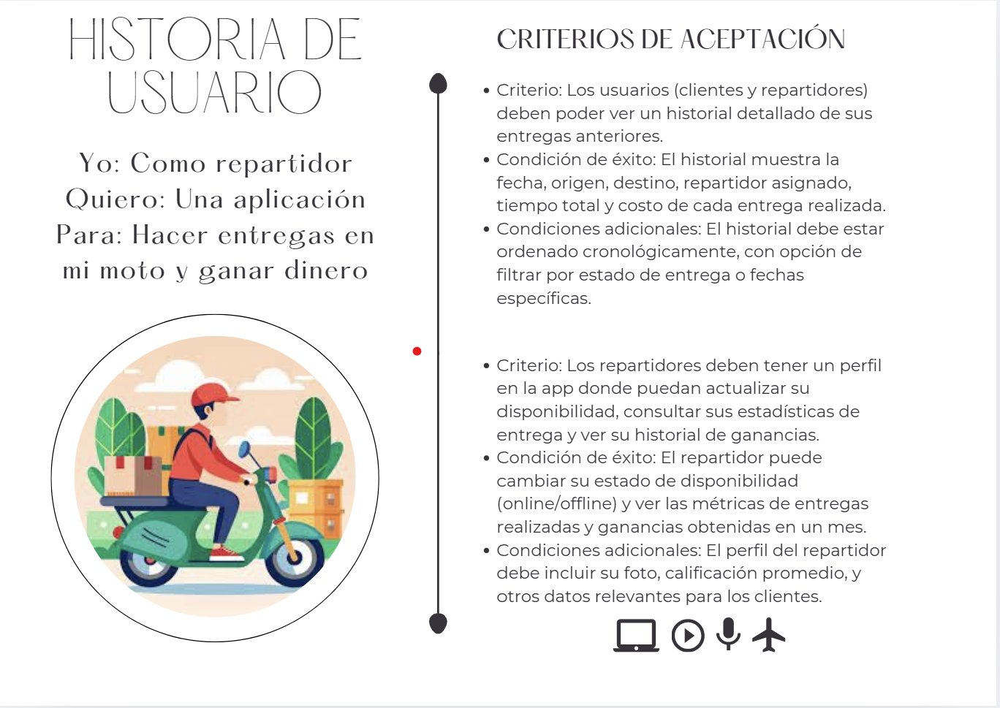 HISTORIA DE
USUARIO
Yo: Como repartidor
Quiero: Una aplicación
Para: Hacer entregas en
mi moto y ganar dinero
CRITERIOS DE ACEPTACIÓN
• Criterio: Los usuarios (clientes y repartidores)
deben poder ver un historial detallado de sus
entregas anteriores.
• Condición de éxito: El historial muestra la
fecha, origen, destino, repartidor asignado,
tiempo total y costo de cada entrega realizada.
• Condiciones adicionales: El historial debe estar
ordenado cronológicamente, con opción de
filtrar por estado de entrega o fechas
específicas.
• Criterio: Los repartidores deben tener un perfil
en la app donde puedan actualizar su
disponibilidad, consultar sus estadísticas de
entrega y ver su historial de ganancias.
• Condición de éxito: El repartidor puede
cambiar su estado de disponibilidad
(online/offline) y ver las métricas de entregas
realizadas y ganancias obtenidas en un mes.
• Condiciones adicionales: El perfil del repartidor
debe incluir su foto, calificación promedio, y
otros datos relevantes para los clientes.